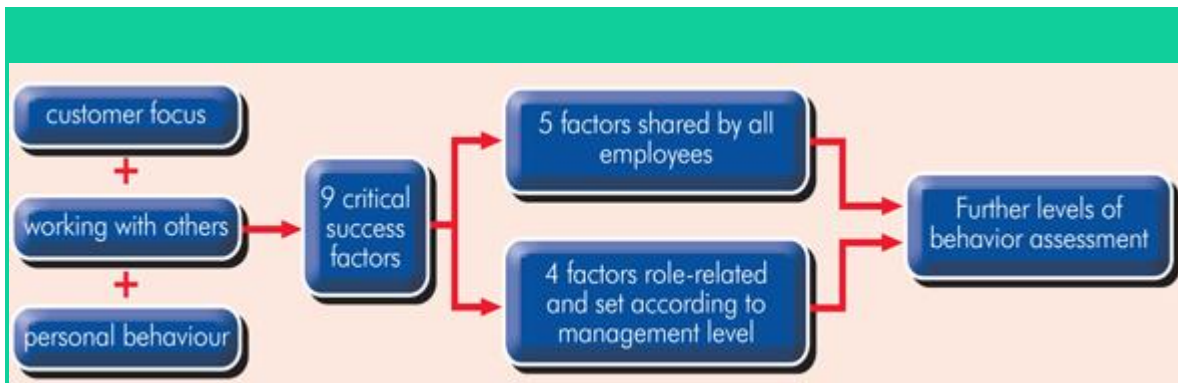 customer focus
+
working with others
+
personal behaviour
9 critical
success
factors
5 factors shared by all
employees
4 factors role-related
and set according to
management level
Further levels of
behavior assessment